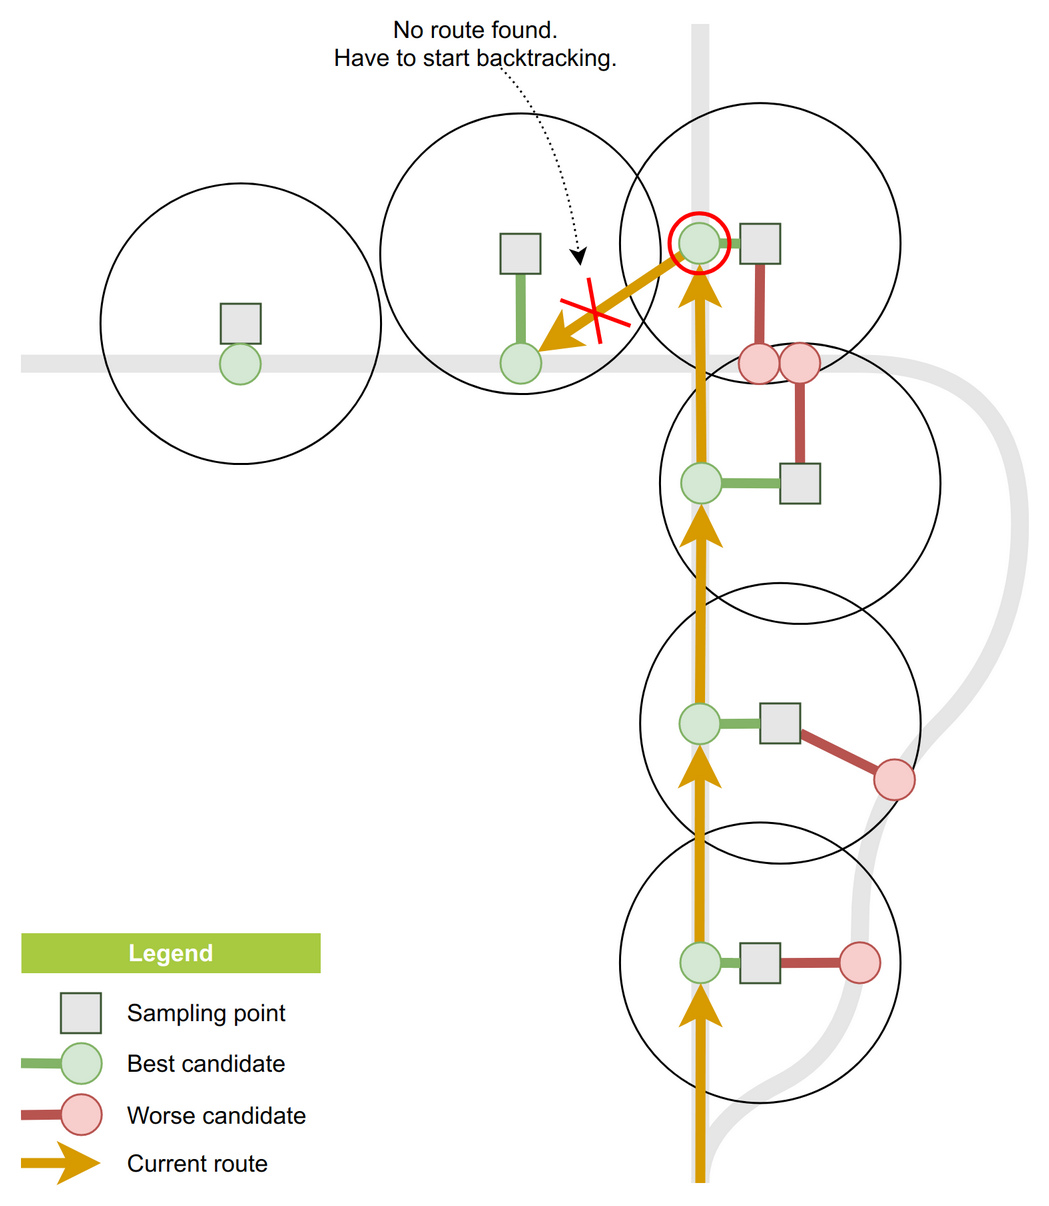 No route found.
Have to start backtracking.
Legend
Sampling point
Best candidate
Worse candidate
Current route